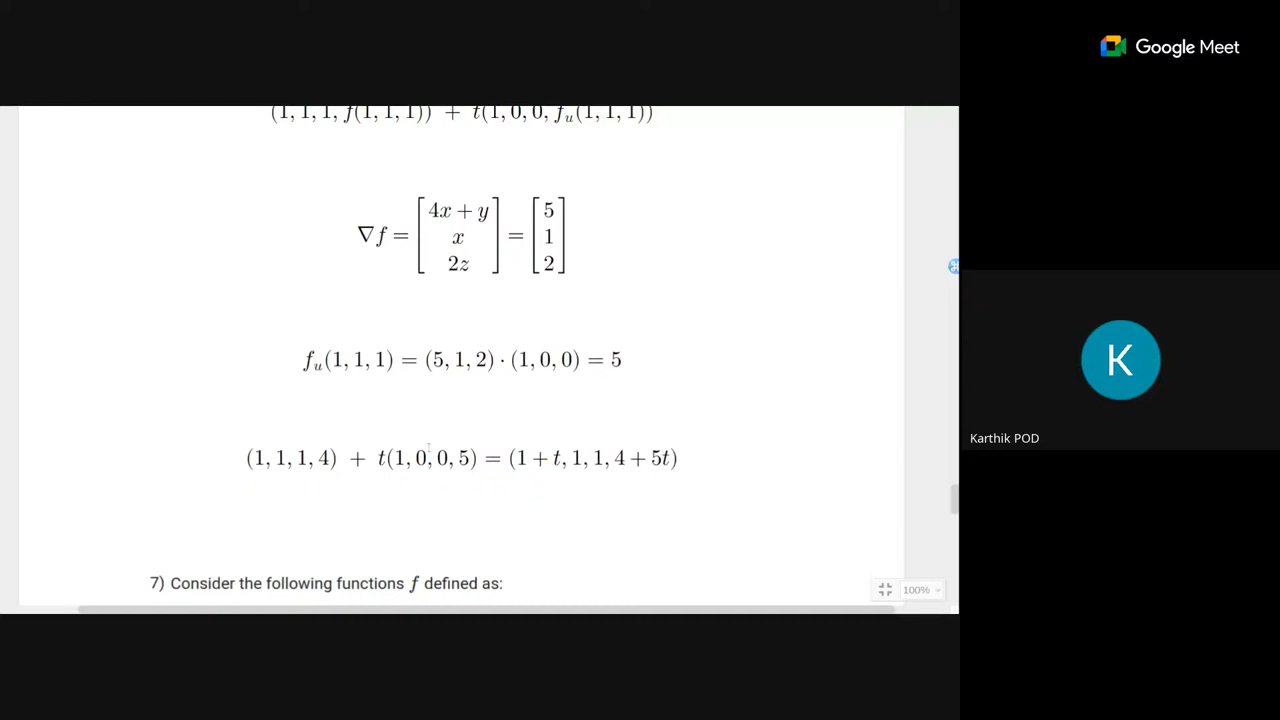 Google Meet
(1, 1, 1, f(1, 1, 1)) + t(1, 0, 0, f_u(1, 1, 1))
∇f = [4x + y; x; 2z] = [5; 1; 2]
f_u(1, 1, 1) = (5, 1, 2) · (1, 0, 0) = 5
Karthik POD
K
(1, 1, 1, 4) + t(1, 0, 0, 5) = (1 + t, 1, 1, 4 + 5t)
7) Consider the following functions f defined as:
100%